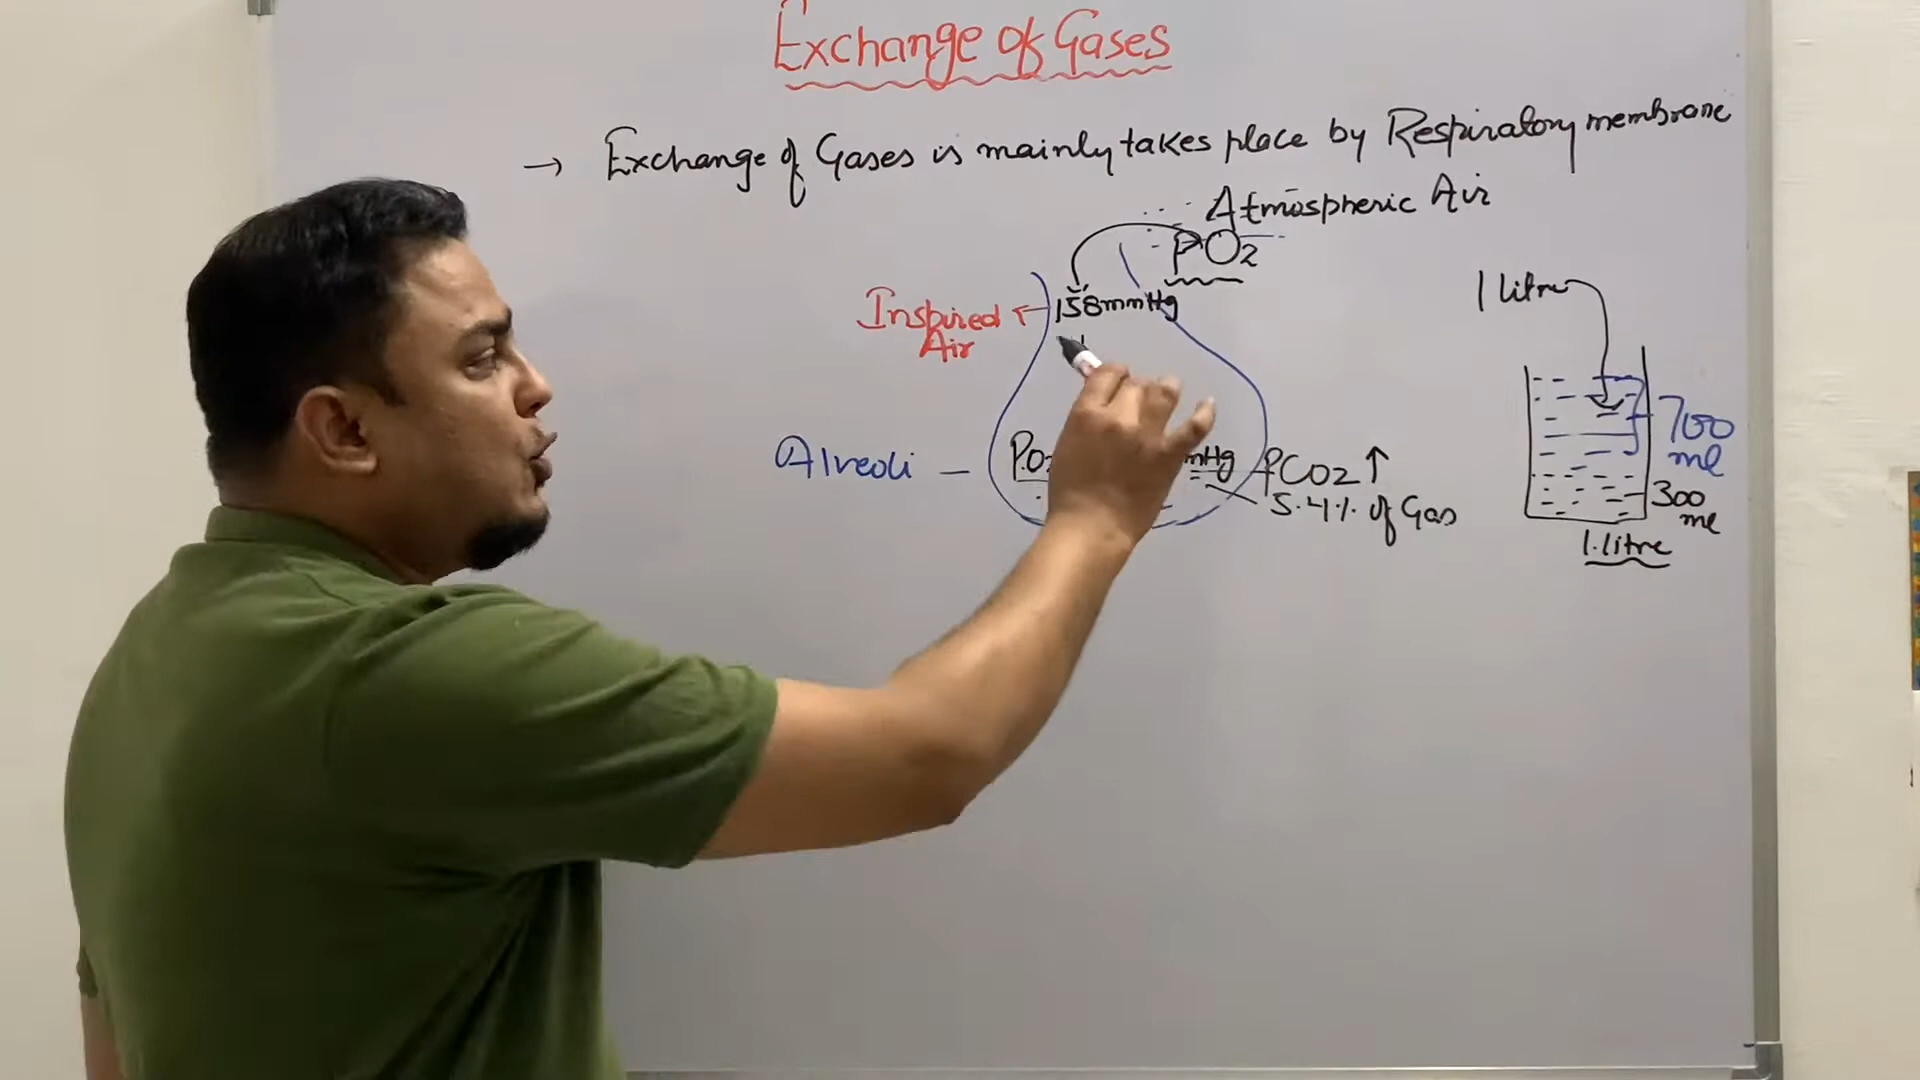 Exchange of Gases
→ Exchange of Gases is mainly takes place by Respiratory membrane
Atmospheric Air
PO2
1 litre
Inspired
Air
158mmHg
700
ml
Alveoli –
P.O
mHg
PCO2 ↑
5.4% of Gas
300
ml
1.litre